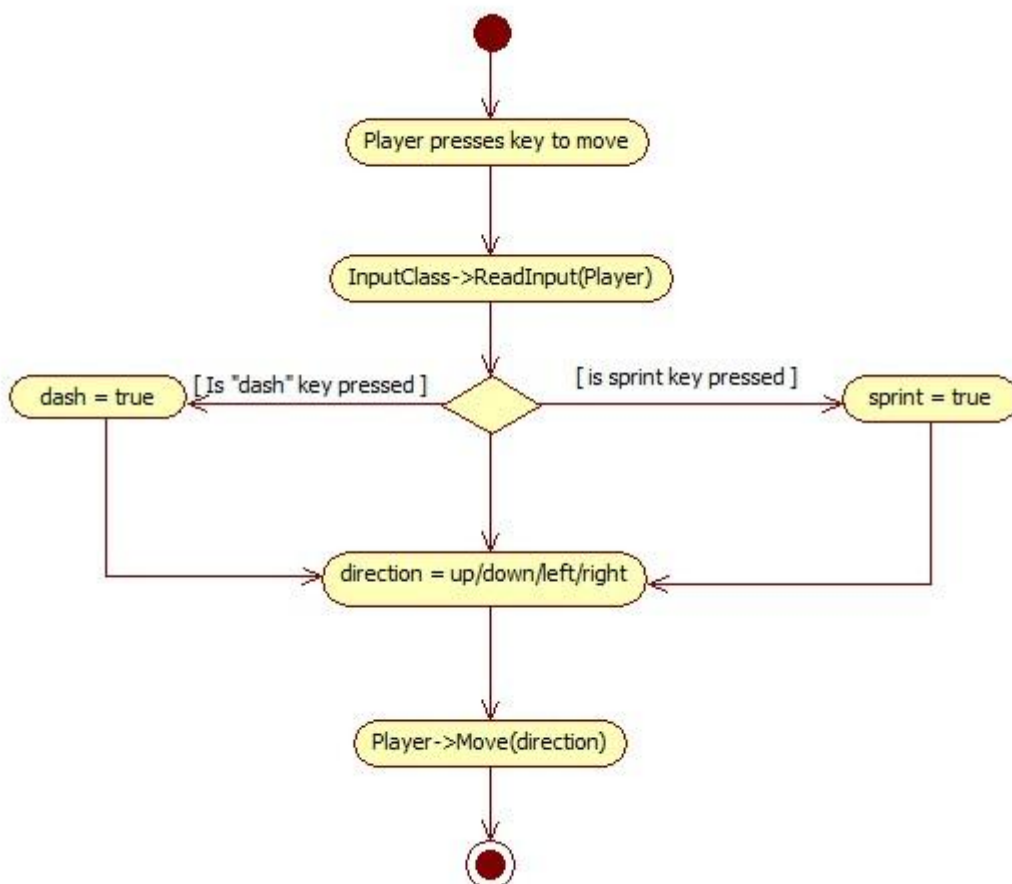 Player presses key to move
InputClass->ReadInput(Player)
dash = true
[ Is "dash" key pressed ]
[ is sprint key pressed ]
sprint = true
direction = up/down/left/right
Player->Move(direction)